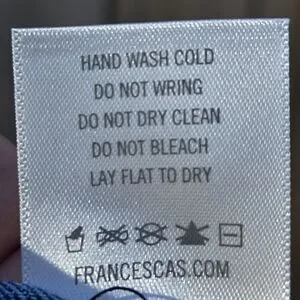 HAND WASH COLD
DO NOT WRING
DO NOT DRY CLEAN
DO NOT BLEACH
LAY FLAT TO DRY
FRANCESCAS.COM